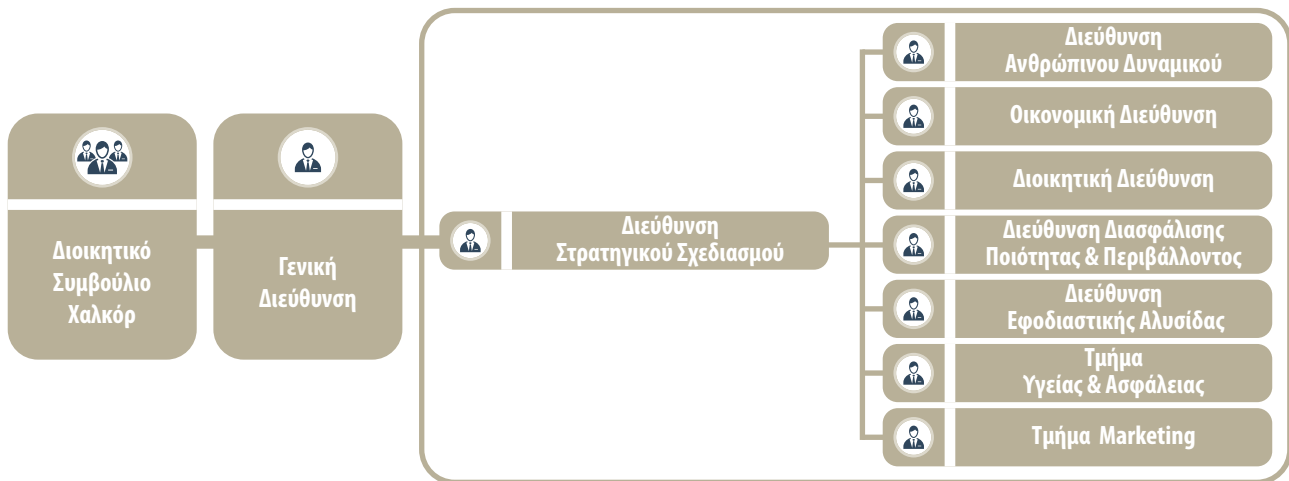 Διοικητικό
Συμβούλιο
Χαλκόρ
Γενική
Διεύθυνση
Διεύθυνση
Στρατηγικού Σχεδιασμού
Διεύθυνση
Ανθρώπινου Δυναμικού
Οικονομική Διεύθυνση
Διοικητική Διεύθυνση
Διεύθυνση Διασφάλισης
Ποιότητας & Περιβάλλοντος
Διεύθυνση
Εφοδιαστικής Αλυσίδας
Τμήμα
Υγείας & Ασφάλειας
Τμήμα Marketing